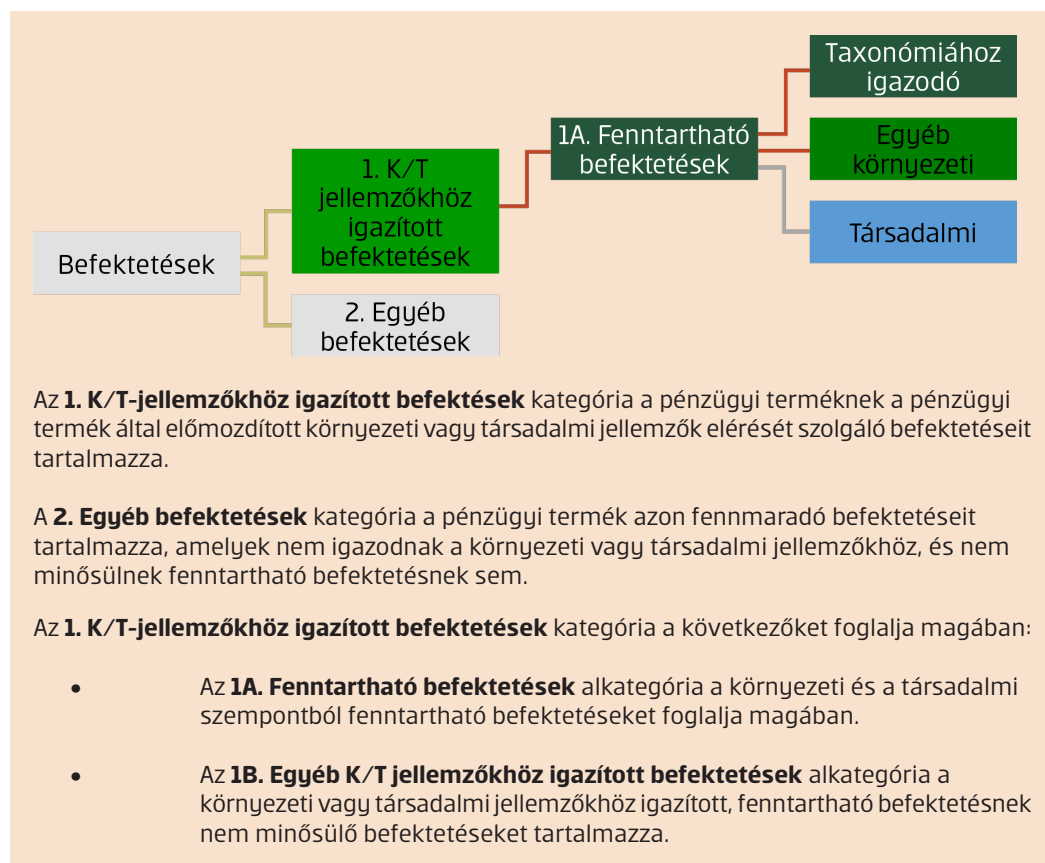 Taxonómiához
igazodó
1A. Fenntartható
befektetések
Egyéb
környezeti
1. K/T
jellemzőkhöz
igazított
befektetések
Társadalmi
Befektetések
2. Egyéb
befektetések
Az 1. K/T-jellemzőkhöz igazított befektések kategória a pénzügyi terméknek a pénzügyi
termék által előmozdított környezeti vagy társadalmi jellemzők elérését szolgáló befektetéseit
tartalmazza.
A 2. Egyéb befektetések kategória a pénzügyi termék azon fennmaradó befektetéseit
tartalmazza, amelyek nem igazodnak a környezeti vagy társadalmi jellemzőkhöz, és nem
minősülnek fenntartható befektetésnek sem.
Az 1. K/T-jellemzőkhöz igazított befektetések kategória a következőket foglalja magában:
• Az 1A. Fenntartható befektetések alkategória a környezeti és a társadalmi
szempontból fenntartható befektetéseket foglalja magában.
• Az 1B. Egyéb K/T jellemzőkhöz igazított befektetések alkategória a
környezeti vagy társadalmi jellemzőkhöz igazított, fenntartható befektetésnek
nem minősülő befektetéseket tartalmazza.